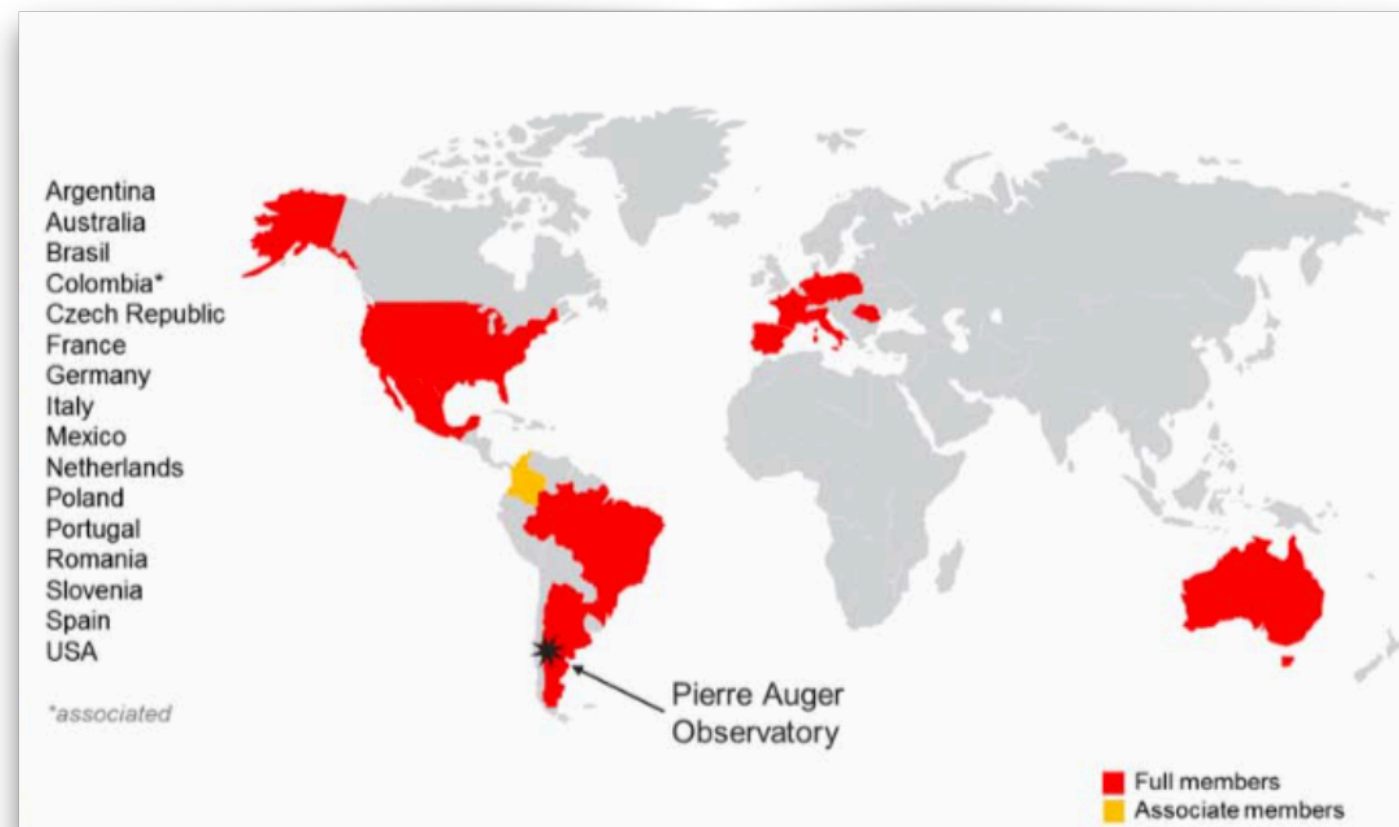 Argentina
Australia
Brasil
Colombia*
Czech Republic
France
Germany
Italy
Mexico
Netherlands
Poland
Portugal
Romania
Slovenia
Spain
USA
*associated
Pierre Auger
Observatory
Full members
Associate members